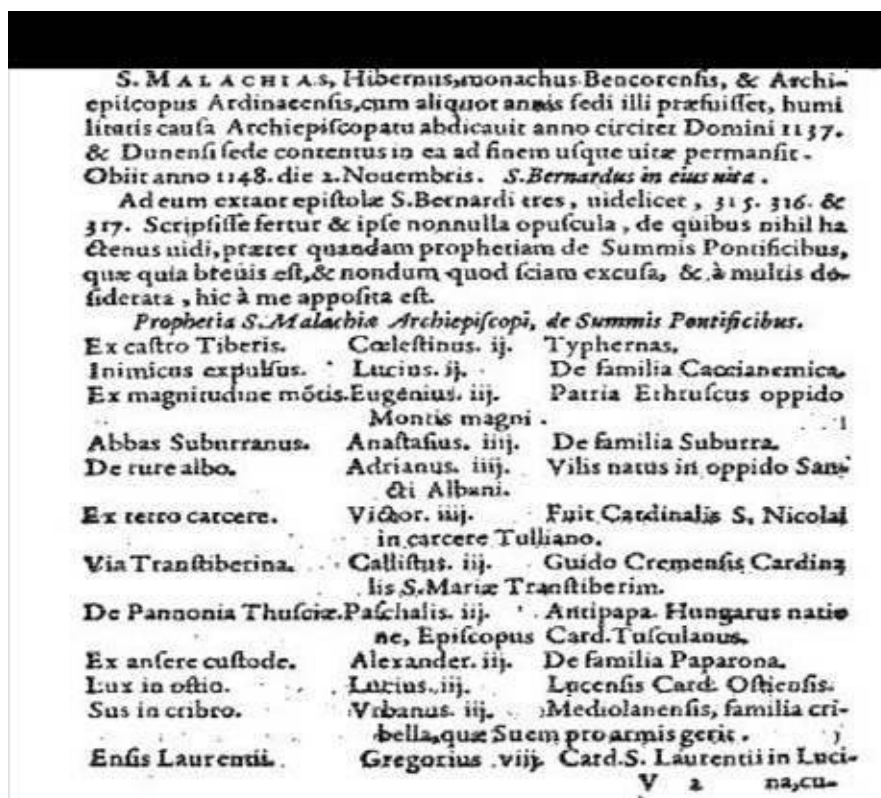 S. MALACHIAS, Hibernus, monachus Bencorenſis, & Archi-
epiſcopus Ardinacenſis, cum aliquot annis ſedi illi præfuiſſet, humi
litatis cauſa Archiepiſcopatu abdicauit anno circiter Domini 1137.
& Dunenſi ſede contentus in ea ad finem uſque uitæ permanſit.
Obiit anno 1148. die 2. Nouembris. S. Bernardus in eius uita.
Ad eum extant epiſtolæ S. Bernardi tres, uidelicet, 315. 316. &
317. Scripſiſſe fertur & ipſe nonnulla opuſcula, de quibus nihil ha
ctenus uidi, præter quandam prophetiam de Summis Pontificibus,
quæ quia breuis eſt, & nondum quod ſciam excuſa, & à multis de-
ſiderata, hic à me appoſita eſt.
Prophetia S. Malachiæ Archiepiſcopi, de Summis Pontificibus.
Ex caſtro Tiberis. Cœleſtinus. ij. Typhernas.
Inimicus expulſus. Lucius. ij. De familia Caccianemica.
Ex magnitudine mõtis. Eugenius. iij. Patria Ethruſcus oppido
Montis magni.
Abbas Suburranus. Anaſtaſius. iiij. De familia Suburra.
De rure albo. Adrianus. iiij. Vilis natus in oppido San-
cti Albani.
Ex tetro carcere. Victor. iiij. Fuit Cardinalis S. Nicolai
in carcere Tulliano.
Via Tranſtiberina. Calliſtus. iij. Guido Cremenſis Cardina
lis S. Mariæ Tranſtiberim.
De Pannonia Thuſciæ. Paſchalis. iij. Antipapa. Hungarus natio
ne, Epiſcopus Card. Tuſculanus.
Ex anſere cuſtode. Alexander. iij. De familia Paparona.
Lux in oſtio. Lucius. iij. Lucenſis Card. Oſtienſis.
Sus in cribro. Vrbanus. iij. Mediolanenſis, familia cri-
bella, quæ Suem pro armis gerit.
Enſis Laurentii. Gregorius. viij. Card. S. Laurentii in Luci-
V 2 na, cu-